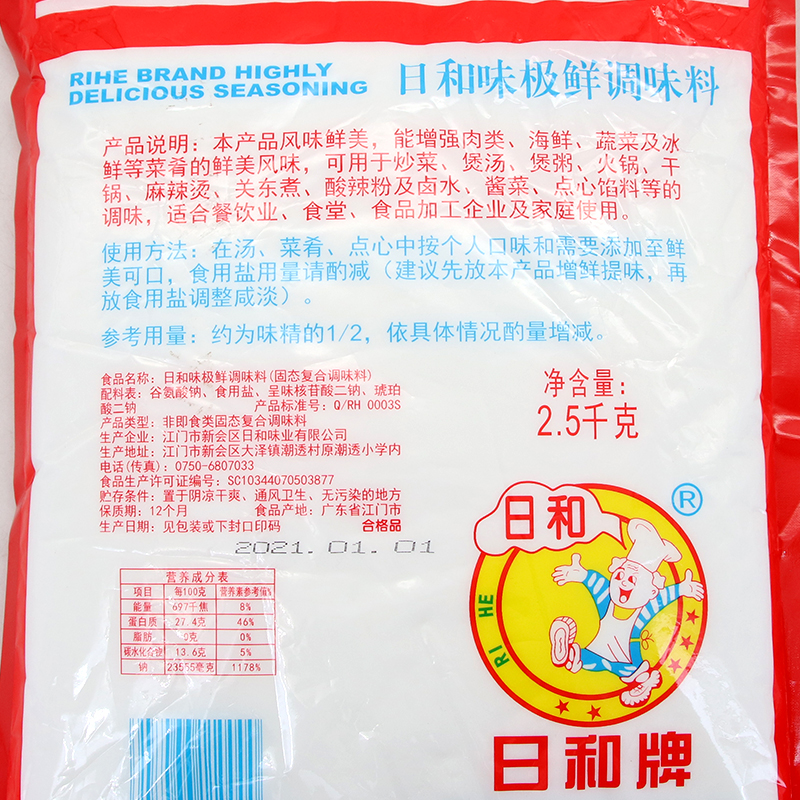 RIHE BRAND HIGHLY
DELICIOUS SEASONING
日和味极鲜调味料
产品说明：本产品风味鲜美，能增强肉类、海鲜、蔬菜及冰
鲜等菜肴的鲜美风味，可用于炒菜、煲汤、煲粥、火锅、干
锅、麻辣烫、关东煮、酸辣粉及卤水、酱菜、点心馅料等的
调味，适合餐饮业、食堂、食品加工企业及家庭使用。
使用方法：在汤、菜肴、点心中按个人口味和需要添加至鲜
美可口，食用盐用量请酌减（建议先放本产品增鲜提味，再
放食用盐调整咸淡）。
参考用量：约为味精的1/2，依具体情况酌量增减。
食品名称：日和味极鲜调味料(固态复合调味料)
配料表：谷氨酸钠、食用盐、呈味核苷酸二钠、琥珀
酸二钠 产品标准号：Q/RH 0003S
产品类型：非即食类固态复合调味料
生产企业：江门市新会区日和味业有限公司
生产地址：江门市新会区大泽镇潮透村原潮透小学内
电话(传真)：0750-6807033
食品生产许可证编号：SC10344070503877
贮存条件：置于阴凉干爽、通风卫生、无污染的地方
保质期：12个月 食品产地：广东省江门市
生产日期：见包装或下封口印码 合格品
2021.01.01
净含量：
2.5千克
营养成分表
项目 每100克 营养素参考值%
能量 697千焦 8%
蛋白质 27.4克 46%
脂肪 0克 0%
碳水化合物 13.6克 5%
钠 23555毫克 1178%
日和
®
RI HE
日和牌